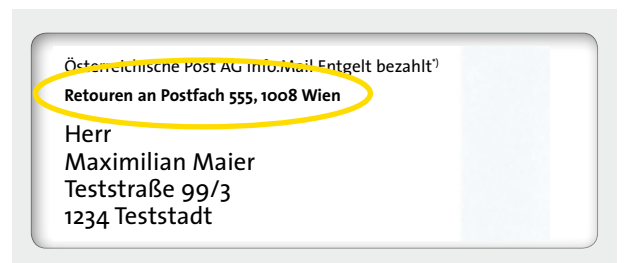 Österreichische Post AG Info.Mail Entgelt bezahlt*)
Retouren an Postfach 555, 1008 Wien
Herr
Maximilian Maier
Teststraße 99/3
1234 Teststadt